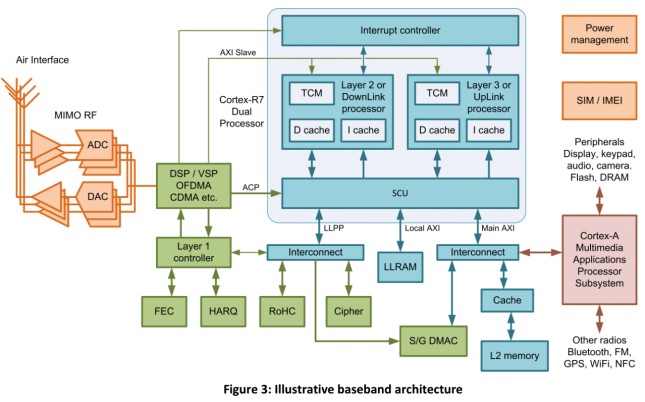 Air Interface
MIMO RF
ADC
DAC
AXI Slave
Cortex-R7
Dual
Processor
Interrupt controller
TCM
Layer 2 or
DownLink
processor
D cache
I cache
TCM
Layer 3 or
UpLink
processor
D cache
I cache
SCU
DSP / VSP
OFDMA
CDMA etc.
ACP
Layer 1
controller
FEC
HARQ
LLPP
Interconnect
RoHC
Cipher
Local AXI
LLRAM
Main AXI
Interconnect
Cache
S/G DMAC
L2 memory
Power
management
SIM / IMEI
Peripherals
Display, keypad,
audio, camera.
Flash, DRAM
Cortex-A
Multimedia
Applications
Processor
Subsystem
Other radios
Bluetooth, FM,
GPS, WiFi, NFC
Figure 3: Illustrative baseband architecture